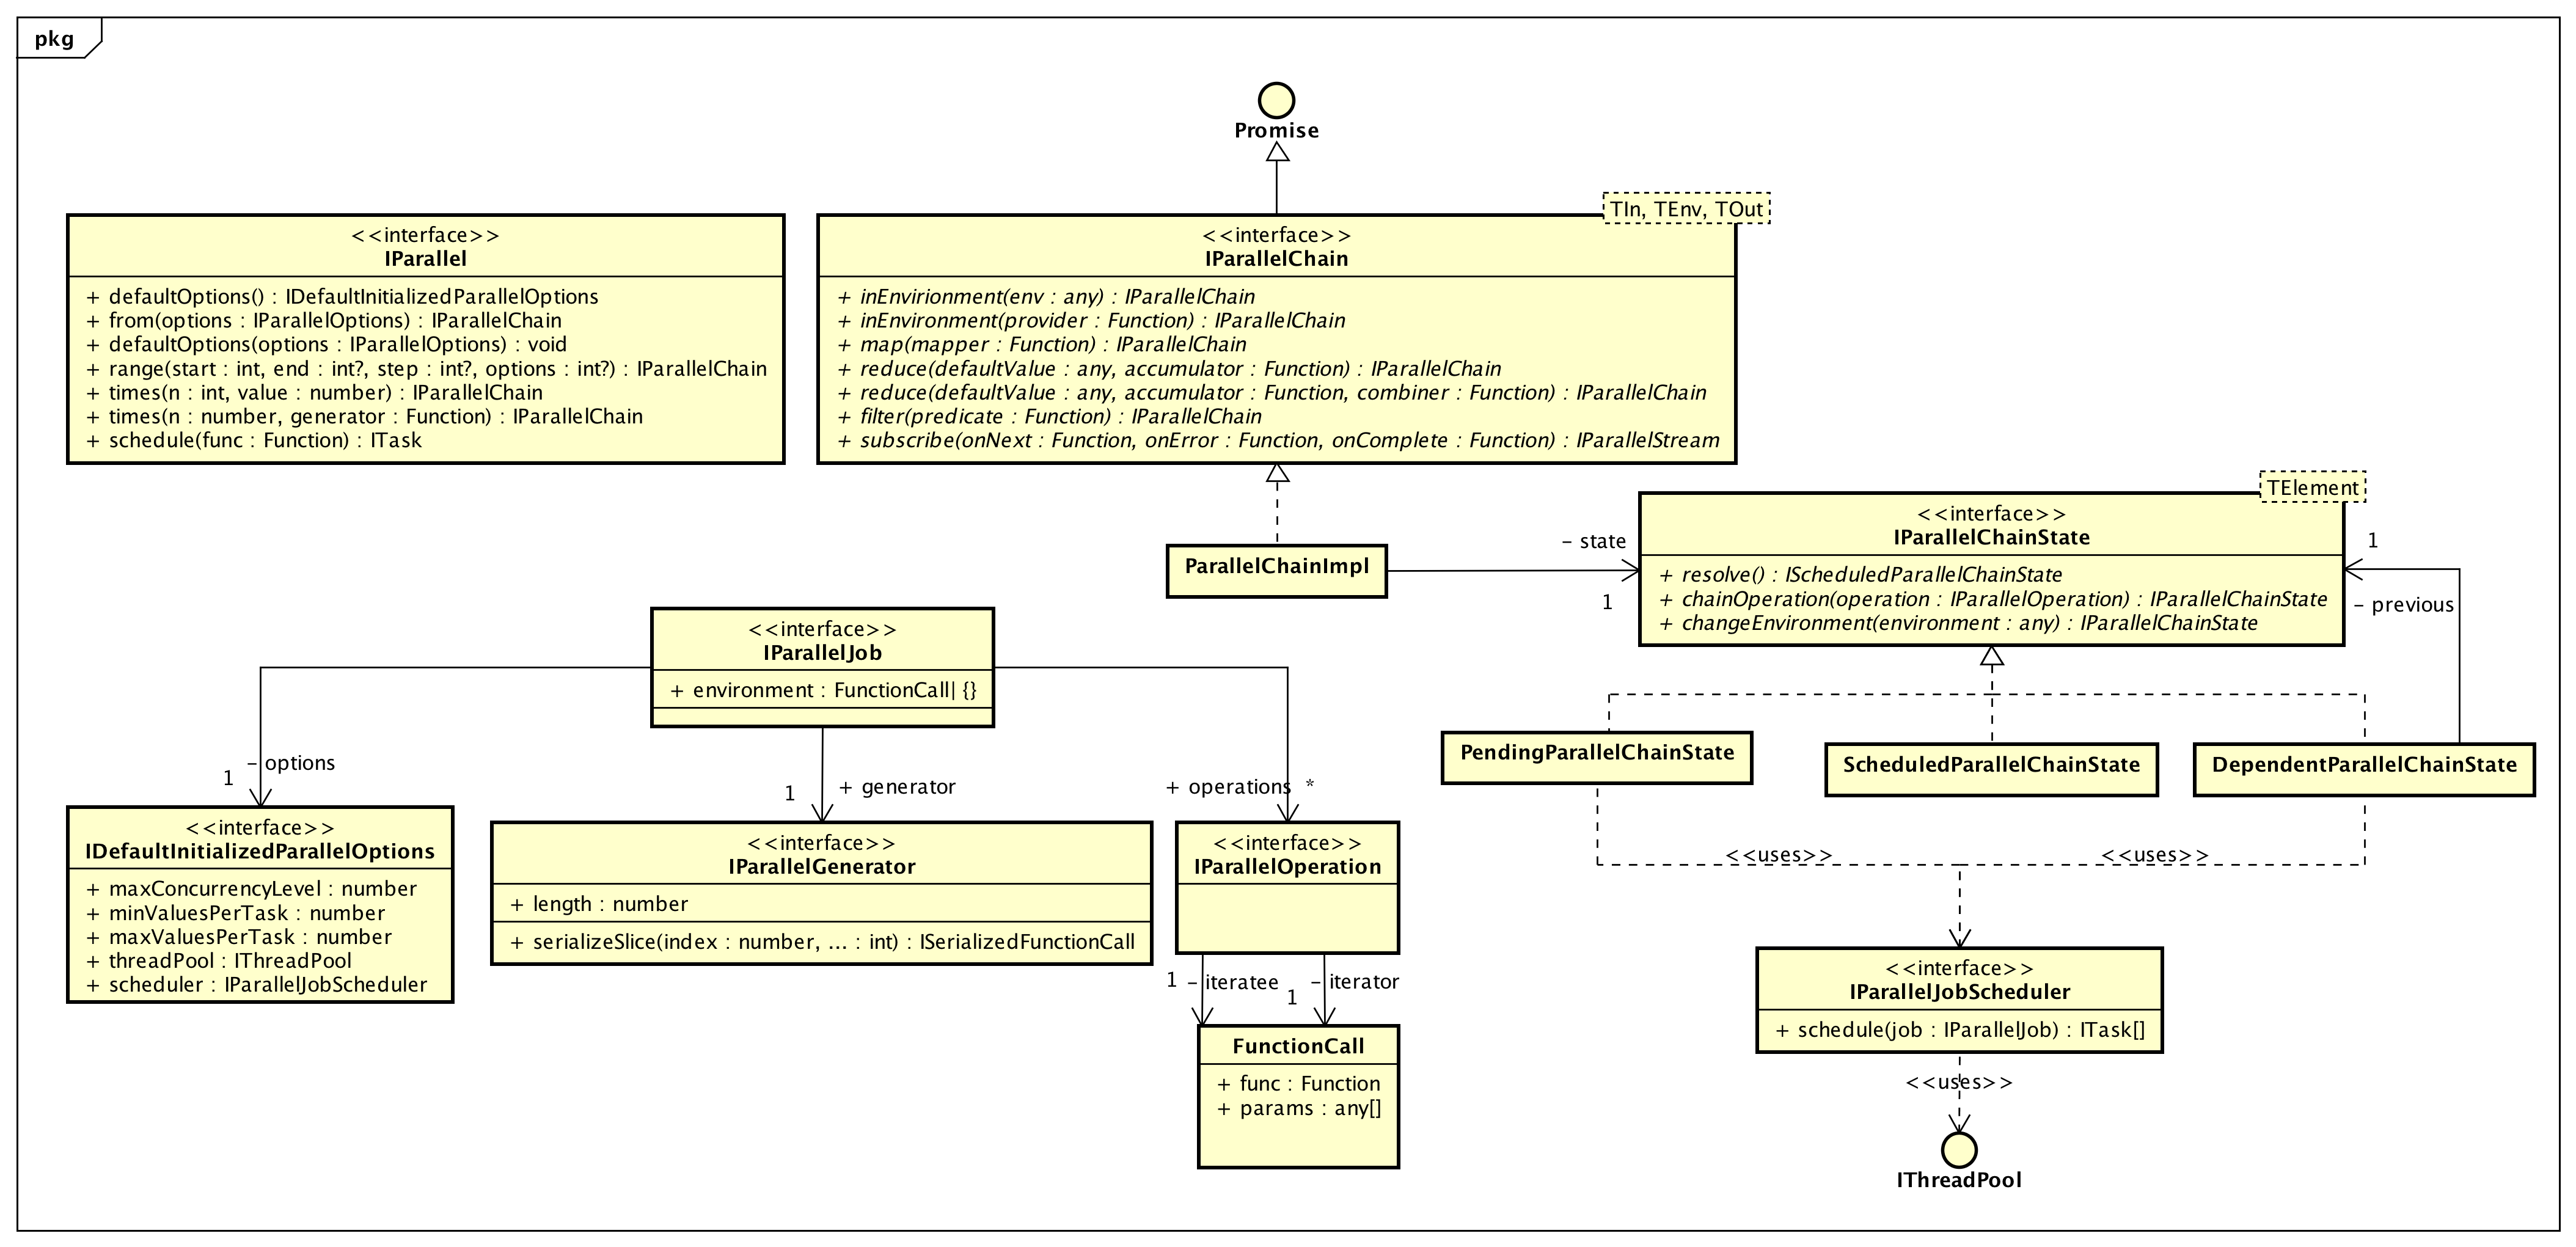 pkg
Promise
<<interface>>
IParallel
+ defaultOptions() : IDefaultInitializedParallelOptions
+ from(options : IParallelOptions) : IParallelChain
+ defaultOptions(options : IParallelOptions) : void
+ range(start : int, end : int?, step : int?, options : int?) : IParallelChain
+ times(n : int, value : number) : IParallelChain
+ times(n : number, generator : Function) : IParallelChain
+ schedule(func : Function) : ITask
TIn, TEnv, TOut
<<interface>>
IParallelChain
+ inEnvirionment(env : any) : IParallelChain
+ inEnvironment(provider : Function) : IParallelChain
+ map(mapper : Function) : IParallelChain
+ reduce(defaultValue : any, accumulator : Function) : IParallelChain
+ reduce(defaultValue : any, accumulator : Function, combiner : Function) : IParallelChain
+ filter(predicate : Function) : IParallelChain
+ subscribe(onNext : Function, onError : Function, onComplete : Function) : IParallelStream
ParallelChainImpl
- state
1
TElement
<<interface>>
IParallelChainState
+ resolve() : IScheduledParallelChainState
+ chainOperation(operation : IParallelOperation) : IParallelChainState
+ changeEnvironment(environment : any) : IParallelChainState
1
- previous
<<interface>>
IParallelJob
+ environment : FunctionCall| {}
- options
1
1
+ generator
+ operations
*
PendingParallelChainState
ScheduledParallelChainState
DependentParallelChainState
<<interface>>
IDefaultInitializedParallelOptions
+ maxConcurrencyLevel : number
+ minValuesPerTask : number
+ maxValuesPerTask : number
+ threadPool : IThreadPool
+ scheduler : IParallelJobScheduler
<<interface>>
IParallelGenerator
+ length : number
+ serializeSlice(index : number, ... : int) : ISerializedFunctionCall
<<interface>>
IParallelOperation
1
- iteratee
1
- iterator
FunctionCall
+ func : Function
+ params : any[]
<<uses>>
<<uses>>
<<interface>>
IParallelJobScheduler
+ schedule(job : IParallelJob) : ITask[]
<<uses>>
IThreadPool